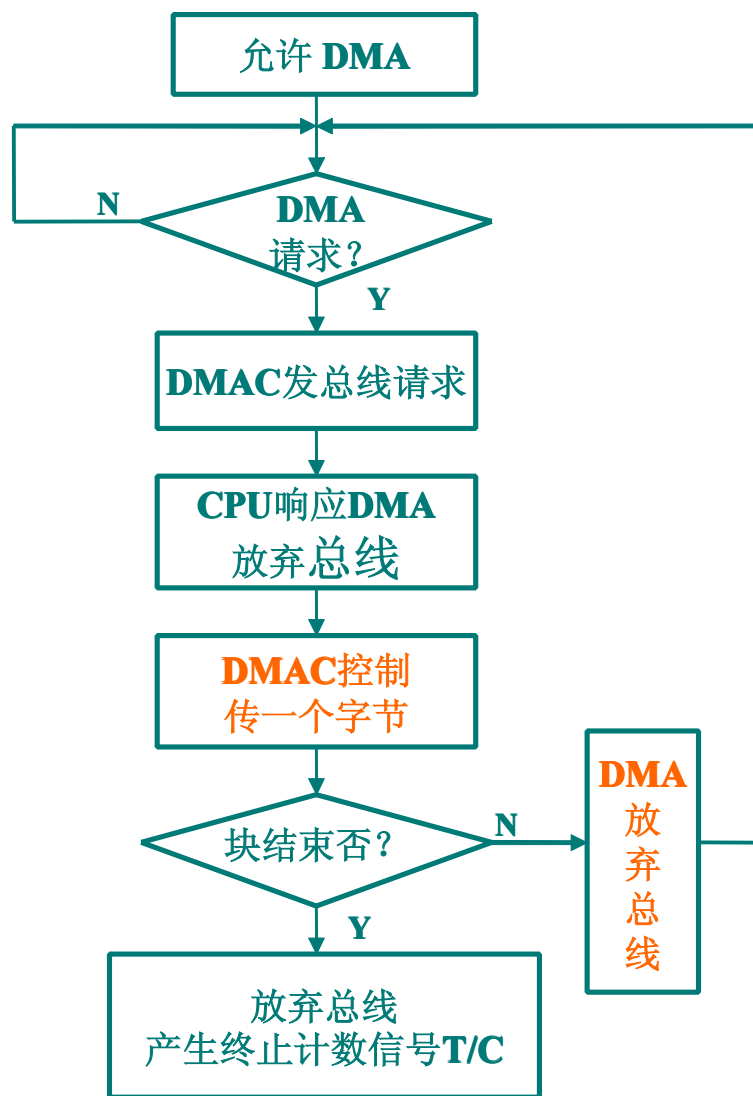 允许 DMA
N
DMA
请求？
Y
DMAC发总线请求
CPU响应DMA
放弃总线
DMAC控制
传一个字节
块结束否？
N
DMA
放
弃
总
线
Y
放弃总线
产生终止计数信号T/C